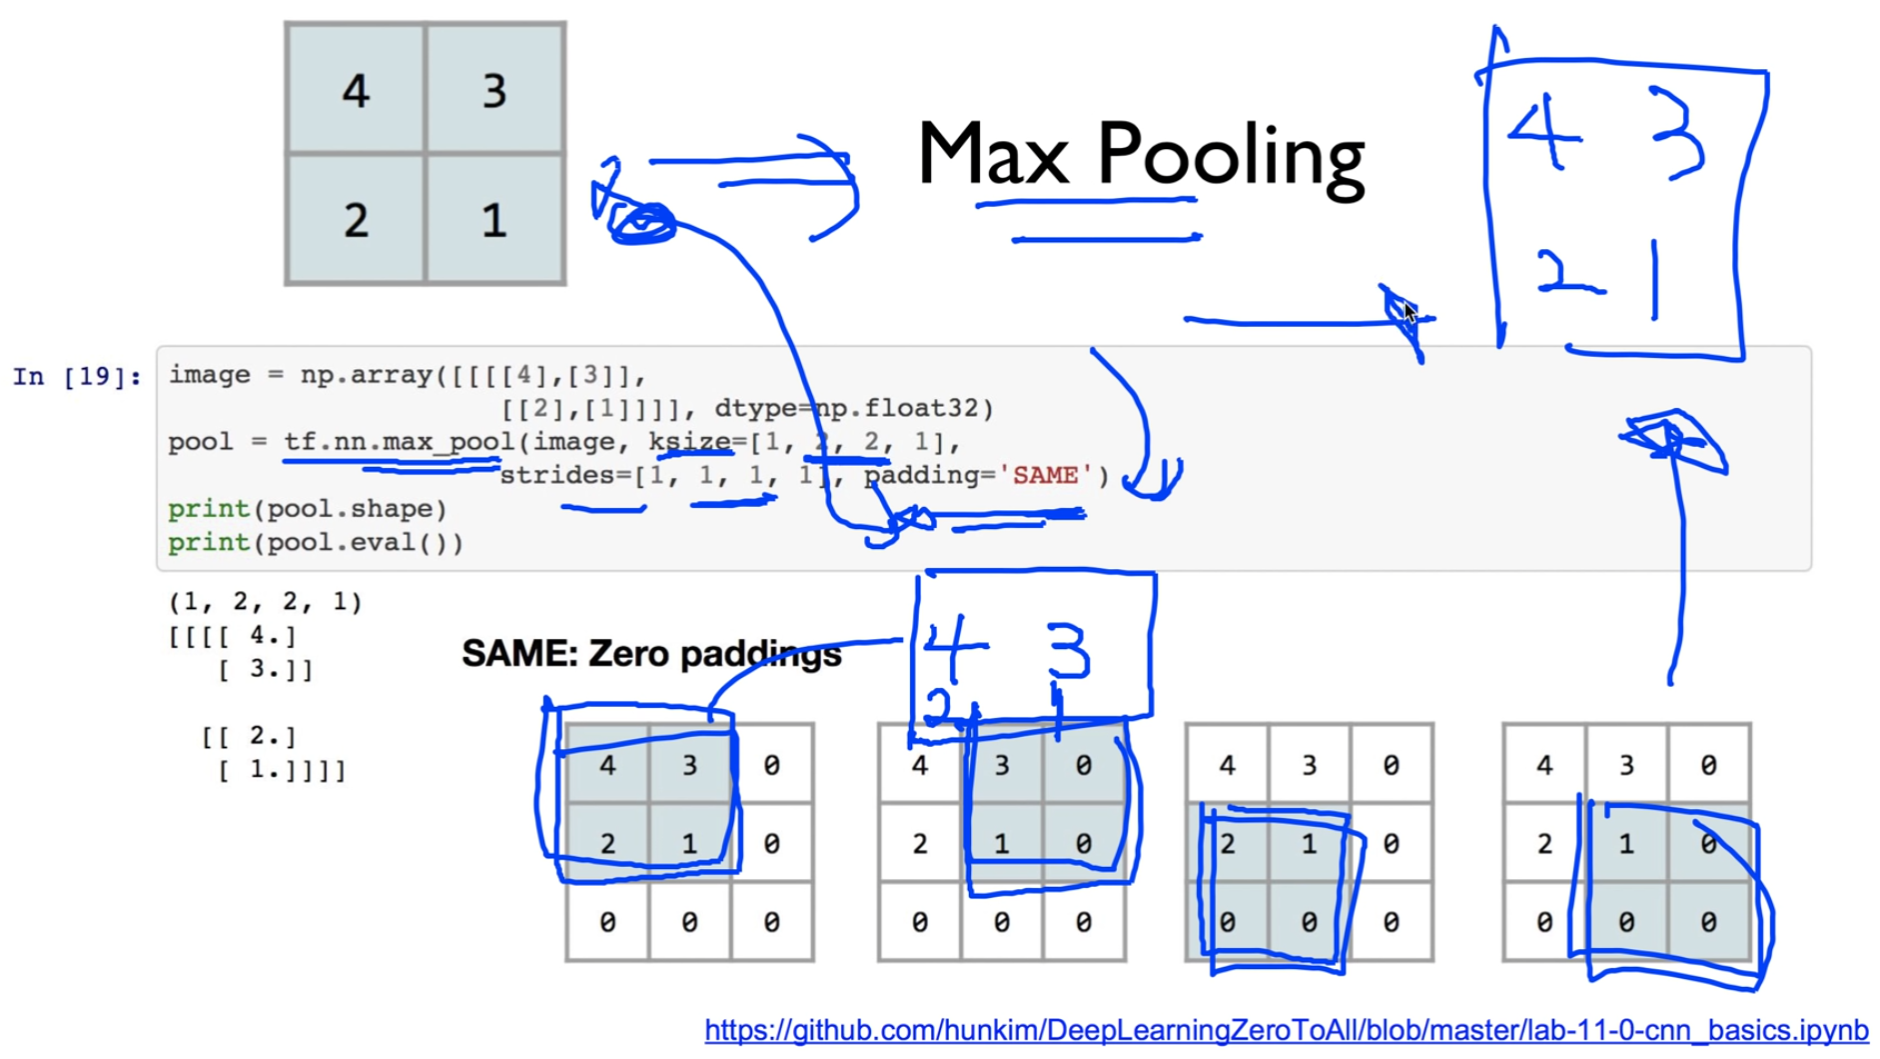 4 3
2 1
Max Pooling
4 3
2 1
In [19]:
image = np.array([[[[4],[3]],
[[2],[1]]]], dtype=np.float32)
pool = tf.nn.max_pool(image, ksize=[1, 2, 2, 1],
strides=[1, 1, 1, 1], padding='SAME')
print(pool.shape)
print(pool.eval())
(1, 2, 2, 1)
[[[[ 4.]
[ 3.]]
[[ 2.]
[ 1.]]]]
SAME: Zero paddings
4 3
2 1
4 3 0
2 1 0
0 0 0
4 3 0
2 1 0
0 0 0
4 3 0
2 1 0
0 0 0
4 3 0
2 1 0
0 0 0
https://github.com/hunkim/DeepLearningZeroToAll/blob/master/lab-11-0-cnn_basics.ipynb